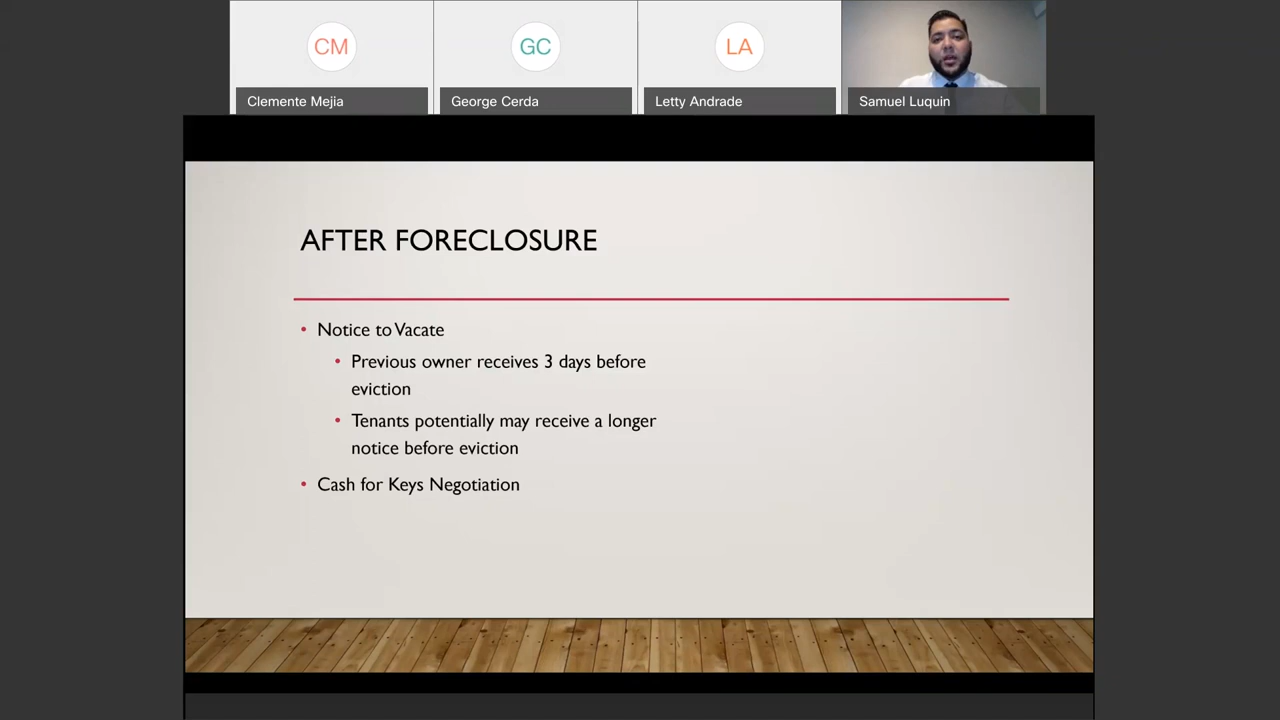 CM
GC
LA
Clemente Mejia
George Cerda
Letty Andrade
Samuel Luquin
AFTER FORECLOSURE
• Notice to Vacate
• Previous owner receives 3 days before
eviction
• Tenants potentially may receive a longer
notice before eviction
• Cash for Keys Negotiation